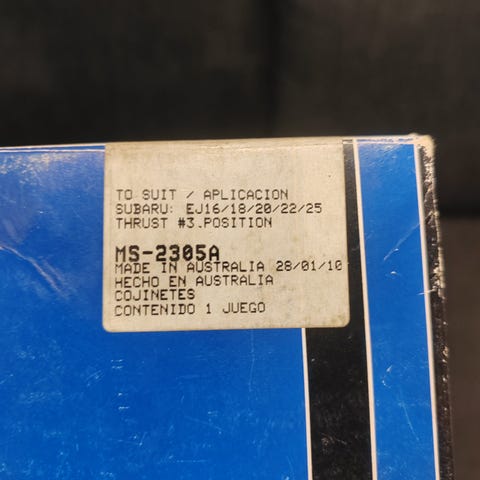 TO SUIT / APLICACION
SUBARU: EJ16/18/20/22/25
THRUST #3.POSITION
MS-2305A
MADE IN AUSTRALIA 28/01/10
HECHO EN AUSTRALIA
COJINETES
CONTENIDO 1 JUEGO